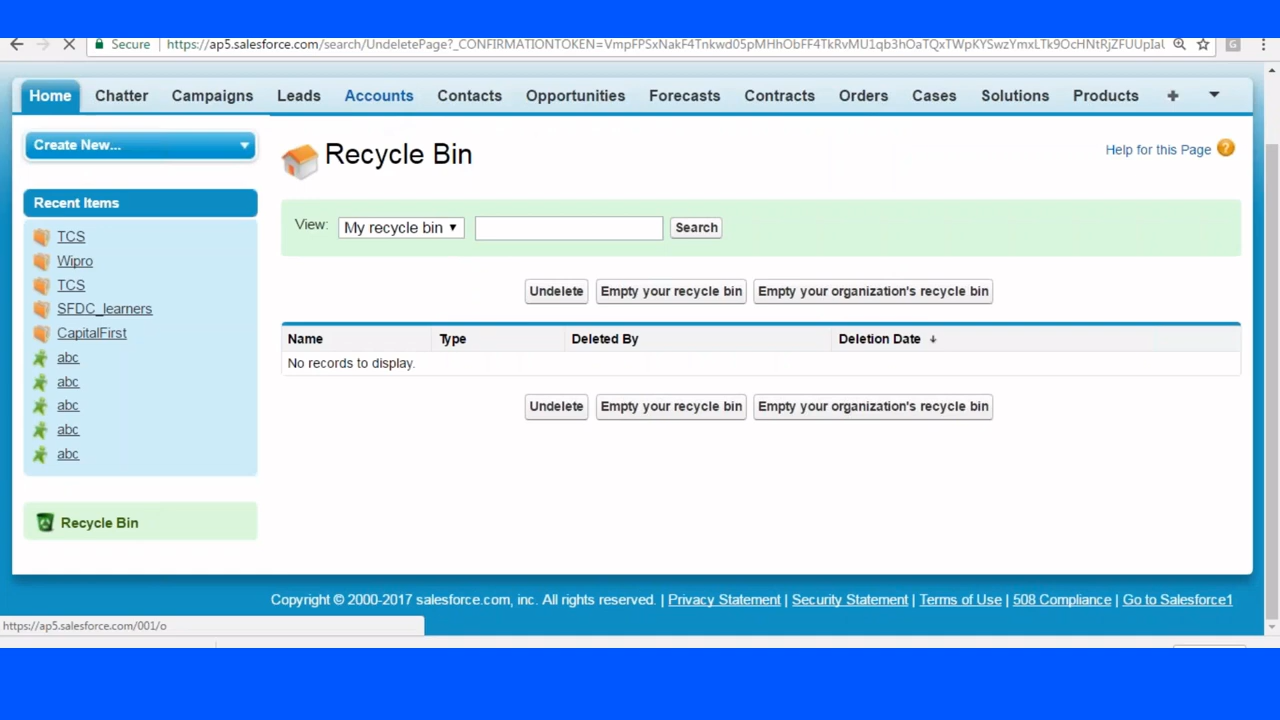 Secure https://ap5.salesforce.com/search/UndeletePage?_CONFIRMATIONTOKEN=
Home Chatter Campaigns Leads Accounts Contacts Opportunities Forecasts Contracts Orders Cases Solutions Products +
Create New...
Recycle Bin
Help for this Page ?
Recent Items
TCS
Wipro
TCS
SFDC_learners
CapitalFirst
abc
abc
abc
abc
abc
Recycle Bin
View: My recycle bin Search
Undelete Empty your recycle bin Empty your organization's recycle bin
Name Type Deleted By Deletion Date
No records to display.
Undelete Empty your recycle bin Empty your organization's recycle bin
Copyright © 2000-2017 salesforce.com, inc. All rights reserved. | Privacy Statement | Security Statement | Terms of Use | 508 Compliance | Go to Salesforce1
https://ap5.salesforce.com/001/o